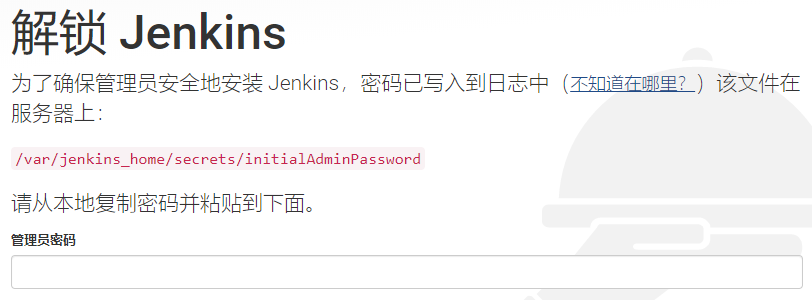 解锁 Jenkins
为了确保管理员安全地安装 Jenkins，密码已写入到日志中（不知道在哪里？）该文件在
服务器上：
/var/jenkins_home/secrets/initialAdminPassword
请从本地复制密码并粘贴到下面。
管理员密码